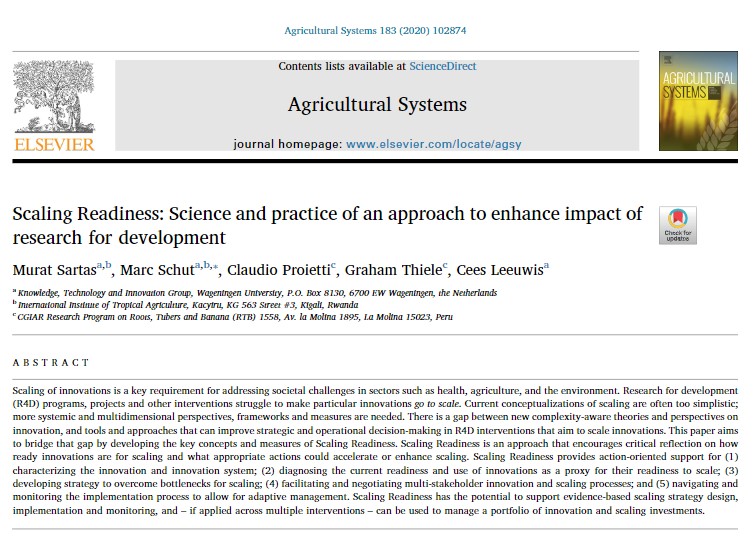 Agricultural Systems 183 (2020) 102874
Contents lists available at ScienceDirect
Agricultural Systems
journal homepage: www.elsevier.com/locate/agsy
ELSEVIER
AGRICULTURAL
SYSTEMS
Scaling Readiness: Science and practice of an approach to enhance impact of
research for development
Check for
updates
Murat Sartasa,b, Marc Schuta,b,*, Claudio Proiettic, Graham Thielec, Cees Leeuwisa
a Knowledge, Technology and Innovation Group, Wageningen University, P.O. Box 8130, 6700 EW Wageningen, the Netherlands
b International Institute of Tropical Agriculture, Kacyiru, KG 563 Street #3, Kigali, Rwanda
c CGIAR Research Program on Roots, Tubers and Banana (RTB) 1558, Av. la Molina 1895, La Molina 15023, Peru
ABSTRACT
Scaling of innovations is a key requirement for addressing societal challenges in sectors such as health, agriculture, and the environment. Research for development
(R4D) programs, projects and other interventions struggle to make particular innovations go to scale. Current conceptualizations of scaling are often too simplistic;
more systemic and multidimensional perspectives, frameworks and measures are needed. There is a gap between new complexity-aware theories and perspectives on
innovation, and tools and approaches that can improve strategic and operational decision-making in R4D interventions that aim to scale innovations. This paper aims
to bridge that gap by developing the key concepts and measures of Scaling Readiness. Scaling Readiness is an approach that encourages critical reflection on how
ready innovations are for scaling and what appropriate actions could accelerate or enhance scaling. Scaling Readiness provides action-oriented support for (1)
characterizing the innovation and innovation system; (2) diagnosing the current readiness and use of innovations as a proxy for their readiness to scale; (3)
developing strategy to overcome bottlenecks for scaling; (4) facilitating and negotiating multi-stakeholder innovation and scaling processes; and (5) navigating and
monitoring the implementation process to allow for adaptive management. Scaling Readiness has the potential to support evidence-based scaling strategy design,
implementation and monitoring, and – if applied across multiple interventions – can be used to manage a portfolio of innovation and scaling investments.